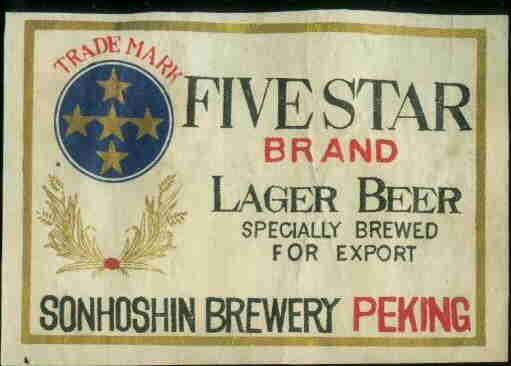 TRADE MARK
FIVE STAR
BRAND
LAGER BEER
SPECIALLY BREWED
FOR EXPORT
SONHOSHIN BREWERY PEKING